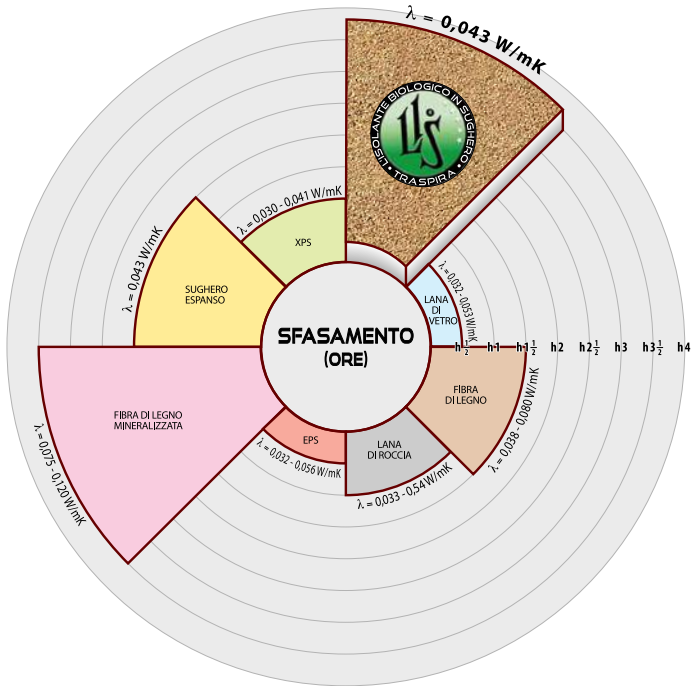 λ = 0,043 W/mK
L'ISOLANTE BIOLOGICO IN SUGHERO
LIS
• TRASPIRA •
λ = 0,030 - 0,041 W/mK
XPS
λ = 0,043 W/mK
SUGHERO
ESPANSO
λ = 0,032 - 0,053 W/mK
LANA
DI
VETRO
SFASAMENTO
(ORE)
h½ h1 h1½ h2 h2½ h3 h3½ h4
FIBRA
DI LEGNO
λ = 0,038 - 0,080 W/mK
FIBRA DI LEGNO
MINERALIZZATA
λ = 0,075 - 0,120 W/mK
EPS
λ = 0,032 - 0,056 W/mK
LANA
DI ROCCIA
λ = 0,033 - 0,54 W/mK